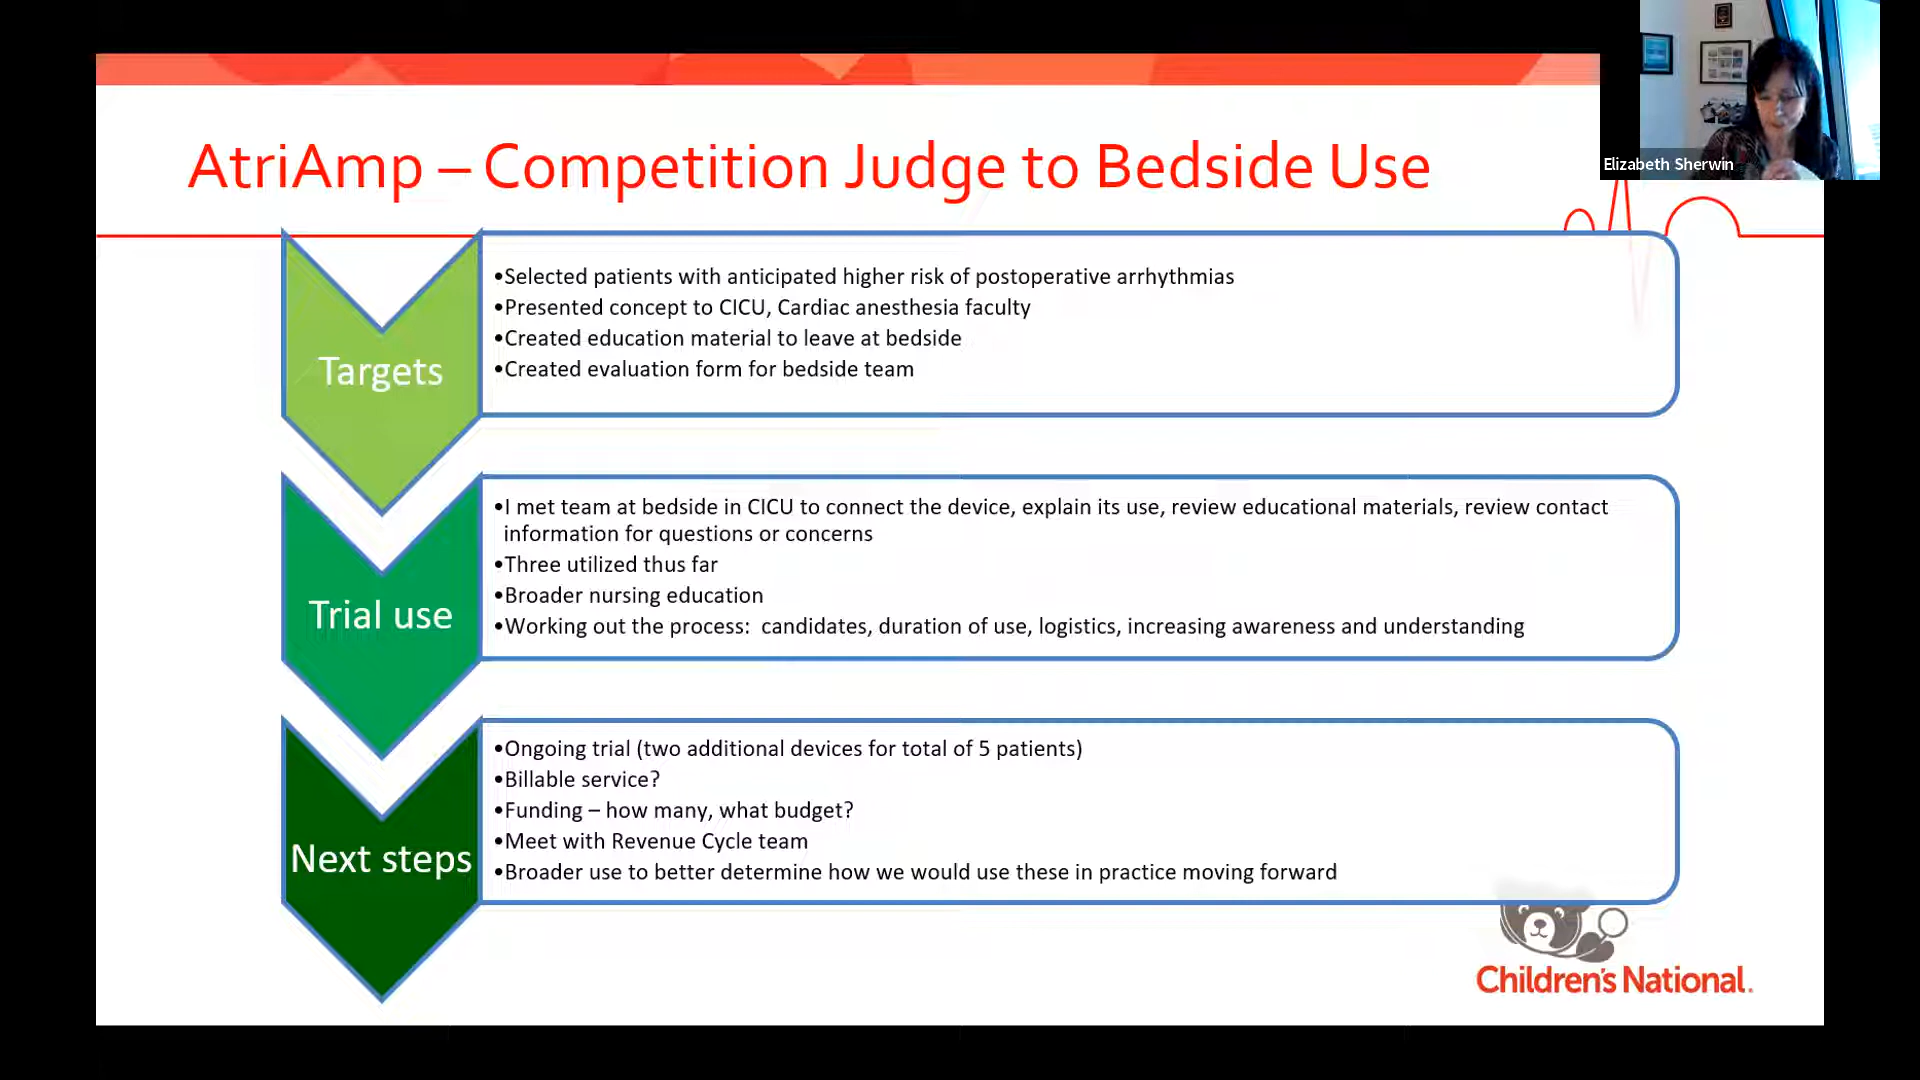 Elizabeth Sherwin
AtriAmp – Competition Judge to Bedside Use
Targets
•Selected patients with anticipated higher risk of postoperative arrhythmias
•Presented concept to CICU, Cardiac anesthesia faculty
•Created education material to leave at bedside
•Created evaluation form for bedside team
Trial use
•I met team at bedside in CICU to connect the device, explain its use, review educational materials, review contact
information for questions or concerns
•Three utilized thus far
•Broader nursing education
•Working out the process:  candidates, duration of use, logistics, increasing awareness and understanding
Next steps
•Ongoing trial (two additional devices for total of 5 patients)
•Billable service?
•Funding – how many, what budget?
•Meet with Revenue Cycle team
•Broader use to better determine how we would use these in practice moving forward
Children's National.